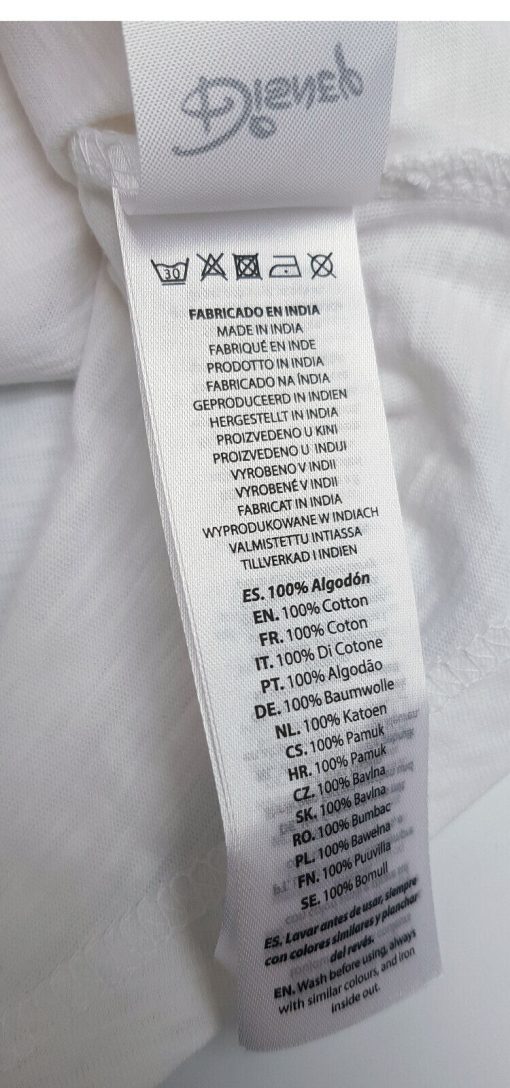 Disney
30
FABRICADO EN INDIA
MADE IN INDIA
FABRIQUÉ EN INDE
PRODOTTO IN INDIA
FABRICADO NA ÍNDIA
GEPRODUCEERD IN INDIEN
HERGESTELLT IN INDIA
PROIZVEDENO U KINI
PROIZVEDENO U INDIJI
VYROBENO V INDII
VYROBENÉ V INDII
FABRICAT IN INDIA
WYPRODUKOWANE W INDIACH
VALMISTETTU INTIASSA
TILLVERKAD I INDIEN
ES. 100% Algodón
EN. 100% Cotton
FR. 100% Coton
IT. 100% Di Cotone
PT. 100% Algodão
DE. 100% Baumwolle
NL. 100% Katoen
CS. 100% Pamuk
HR. 100% Pamuk
CZ. 100% Bavlna
SK. 100% Bavlna
RO. 100% Bumbac
PL. 100% Bawełna
FN. 100% Puuvilla
SE. 100% Bomull
ES. Lavar antes de usar, siempre
con colores similares y planchar
del revés.
EN. Wash before using, always
with similar colours, and iron
inside out.